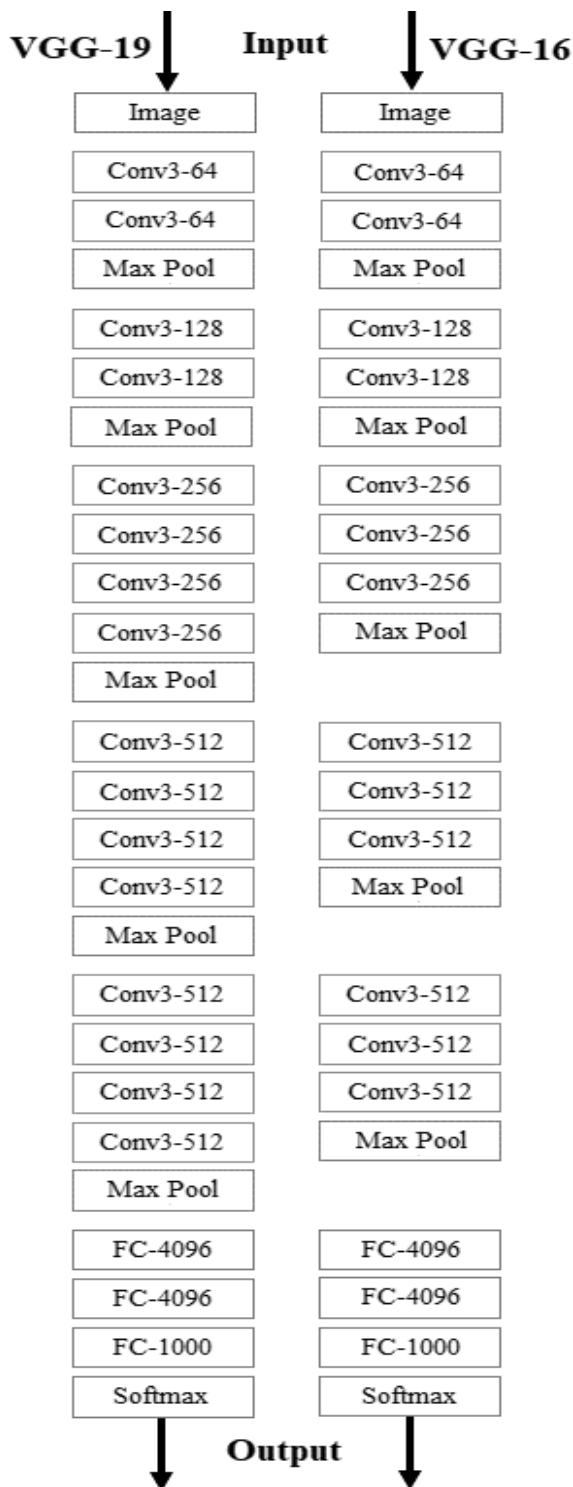 VGG-19 Input VGG-16
Image Image
Conv3-64 Conv3-64
Conv3-64 Conv3-64
Max Pool Max Pool
Conv3-128 Conv3-128
Conv3-128 Conv3-128
Max Pool Max Pool
Conv3-256 Conv3-256
Conv3-256 Conv3-256
Conv3-256 Conv3-256
Conv3-256 Max Pool
Max Pool
Conv3-512 Conv3-512
Conv3-512 Conv3-512
Conv3-512 Conv3-512
Conv3-512 Max Pool
Max Pool
Conv3-512 Conv3-512
Conv3-512 Conv3-512
Conv3-512 Conv3-512
Conv3-512 Max Pool
Max Pool
FC-4096 FC-4096
FC-4096 FC-4096
FC-1000 FC-1000
Softmax Softmax
Output